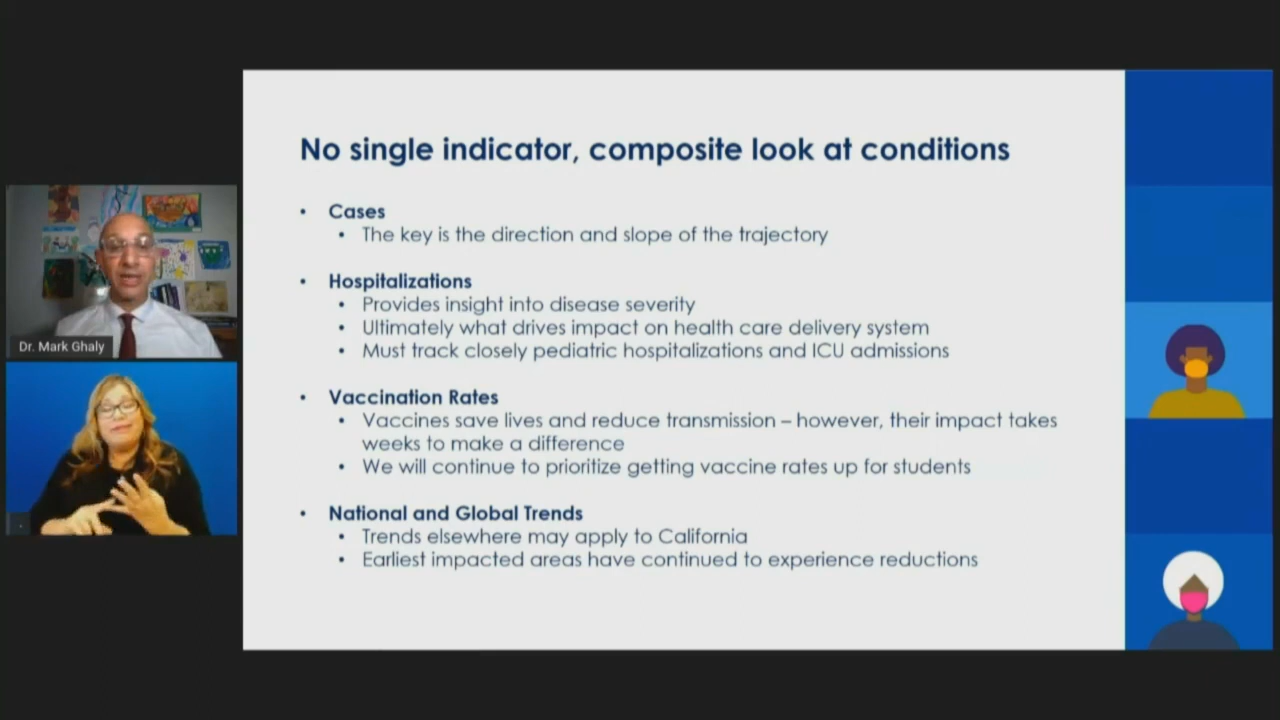 No single indicator, composite look at conditions
• Cases
• The key is the direction and slope of the trajectory
• Hospitalizations
• Provides insight into disease severity
• Ultimately what drives impact on health care delivery system
• Must track closely pediatric hospitalizations and ICU admissions
• Vaccination Rates
• Vaccines save lives and reduce transmission – however, their impact takes
weeks to make a difference
• We will continue to prioritize getting vaccine rates up for students
• National and Global Trends
• Trends elsewhere may apply to California
• Earliest impacted areas have continued to experience reductions
Dr. Mark Ghaly
.